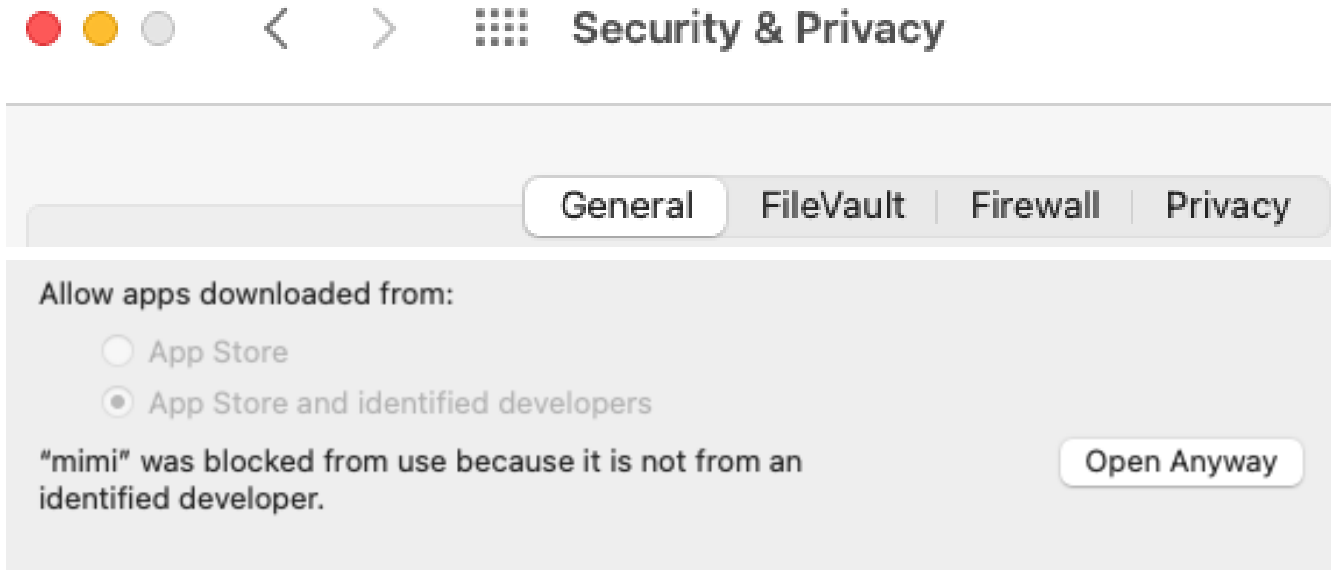 Security & Privacy
General FileVault Firewall Privacy
Allow apps downloaded from:
App Store
App Store and identified developers
“mimi” was blocked from use because it is not from an
identified developer.
Open Anyway